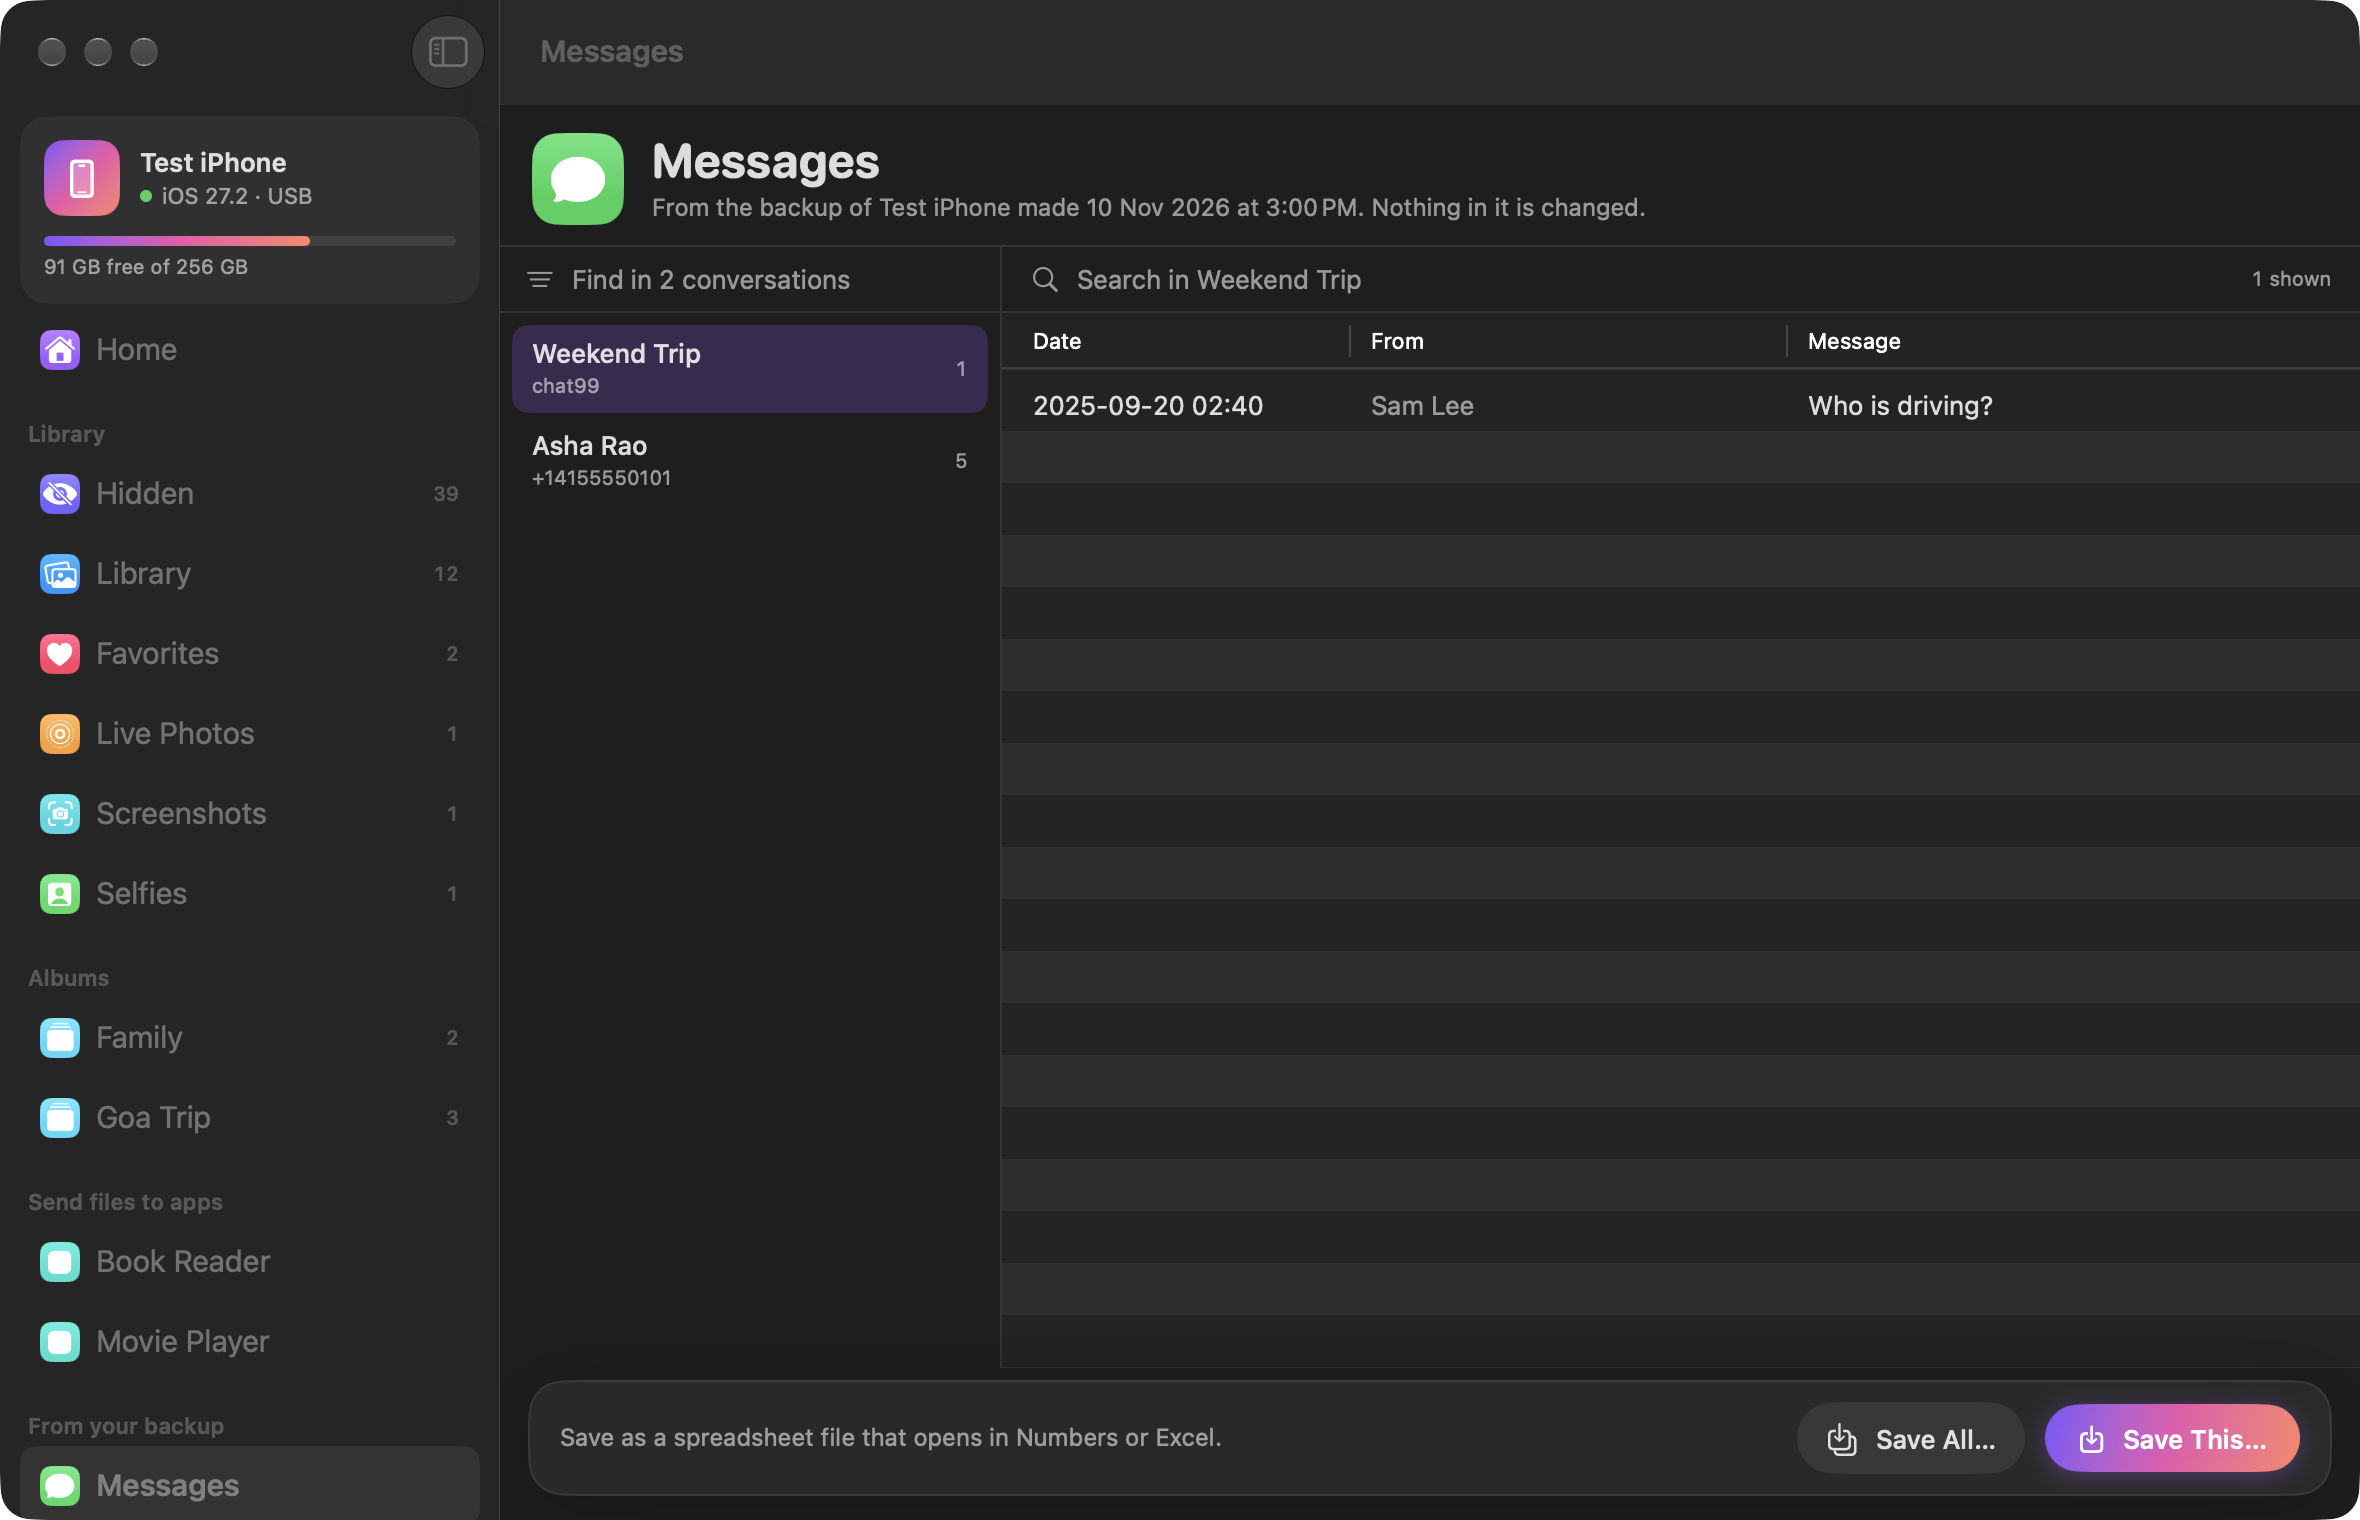 Messages
Test iPhone
iOS 27.2 · USB
91 GB free of 256 GB
Home
Library
Hidden 39
Library 12
Favorites 2
Live Photos 1
Screenshots 1
Selfies 1
Albums
Family 2
Goa Trip 3
Send files to apps
Book Reader
Movie Player
From your backup
Messages
Messages
From the backup of Test iPhone made 10 Nov 2026 at 3:00 PM. Nothing in it is changed.
Find in 2 conversations
Weekend Trip 1
chat99
Asha Rao 5
+14155550101
Search in Weekend Trip 1 shown
Date From Message
2025-09-20 02:40 Sam Lee Who is driving?
Save as a spreadsheet file that opens in Numbers or Excel.
Save All...
Save This...